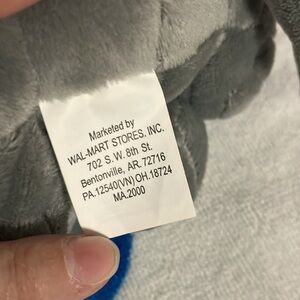 Marketed by
WAL-MART STORES, INC.
702 S. W. 8th St.
Bentonville, AR. 72716
PA.12540(VN) OH.18724
MA.2000